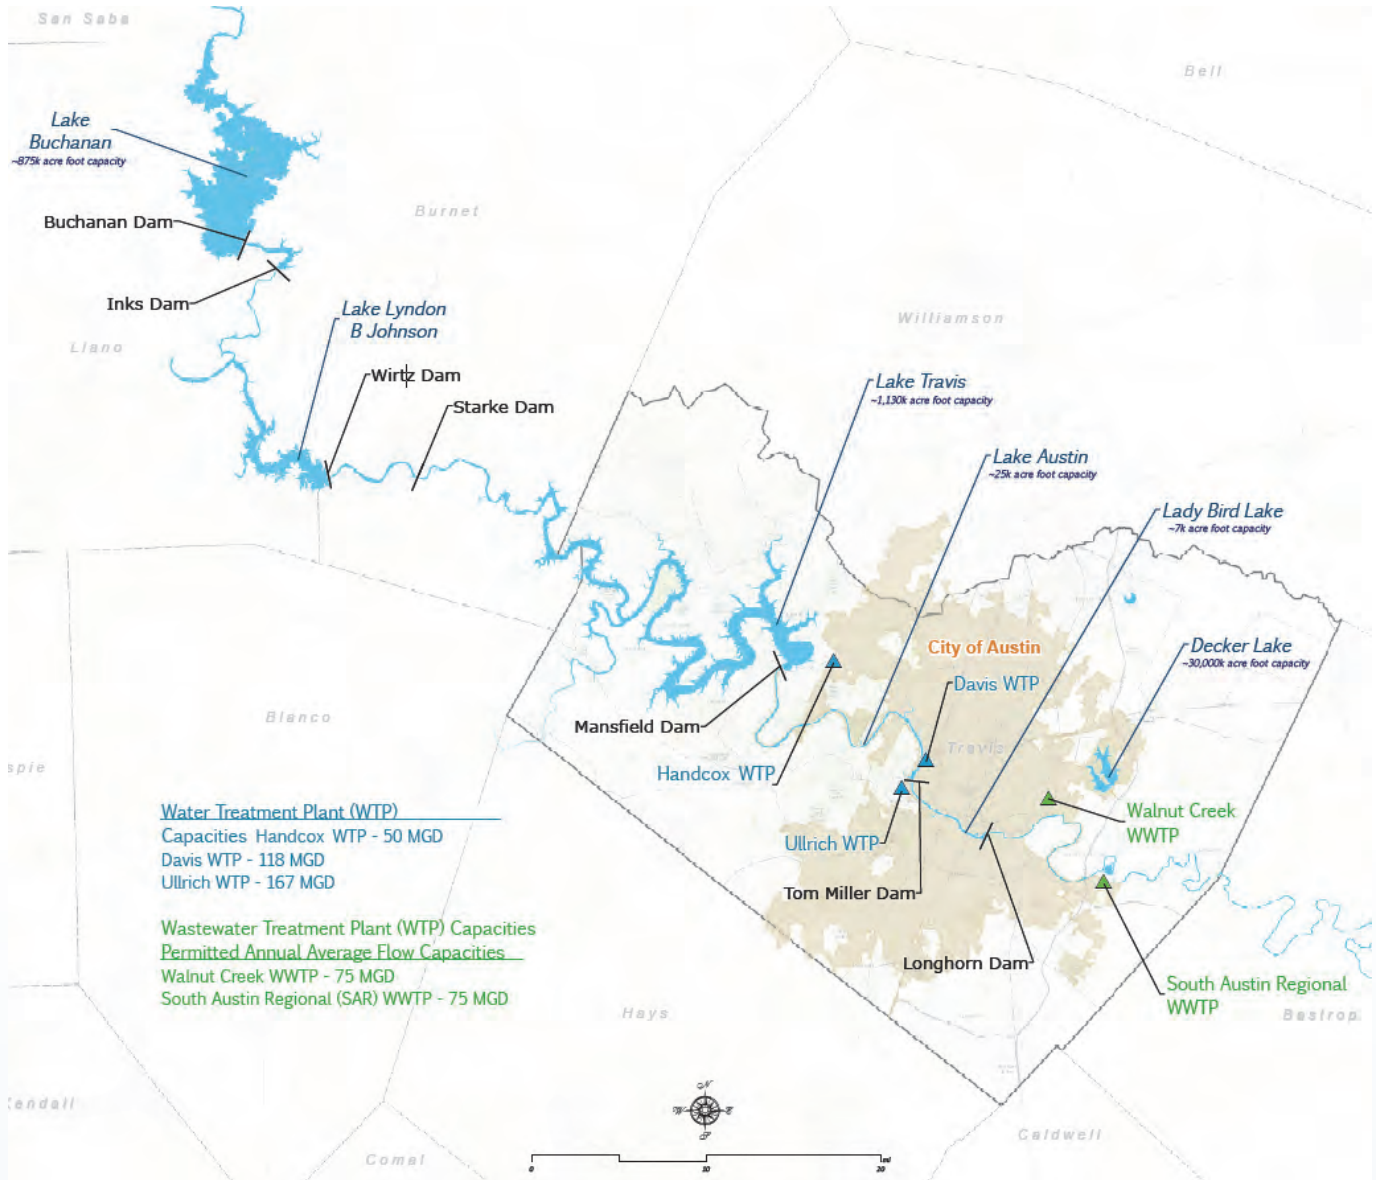 San Saba
Bell
Lake
Buchanan
~875k acre foot capacity
Burnet
Buchanan Dam
Inks Dam
Lake Lyndon
B Johnson
Williamson
Llano
Wirtz Dam
Starke Dam
Lake Travis
~1,130k acre foot capacity
Lake Austin
~25k acre foot capacity
Lady Bird Lake
~7k acre foot capacity
City of Austin
Decker Lake
~30,000k acre foot capacity
Davis WTP
Blanco
Mansfield Dam
Travis
spie
Handcox WTP
Water Treatment Plant (WTP)
Capacities Handcox WTP - 50 MGD
Davis WTP - 118 MGD
Ullrich WTP - 167 MGD
Walnut Creek
WWTP
Ullrich WTP
Tom Miller Dam
Wastewater Treatment Plant (WTP) Capacities
Permitted Annual Average Flow Capacities
Walnut Creek WWTP - 75 MGD
South Austin Regional (SAR) WWTP - 75 MGD
Longhorn Dam
South Austin Regional
WWTP
Hays
Bastrop
Kendall
N
W
E
S
Caldwell
Comal
0
10
20
mi